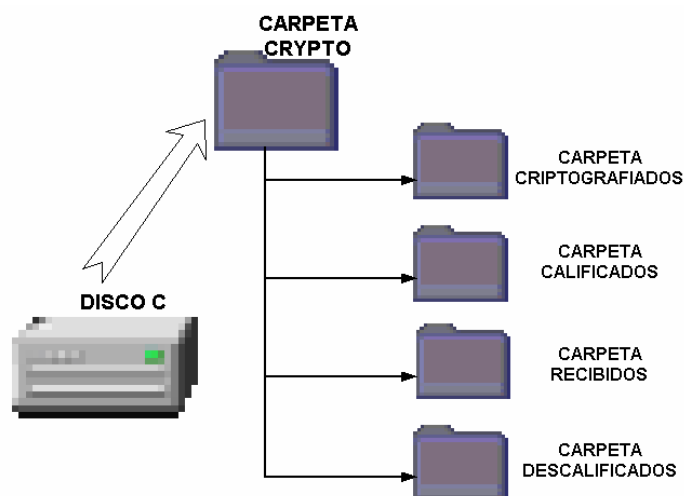 CARPETA
CRYPTO
CARPETA
CRIPTOGRAFIADOS
CARPETA
CALIFICADOS
DISCO C
CARPETA
RECIBIDOS
CARPETA
DESCALIFICADOS